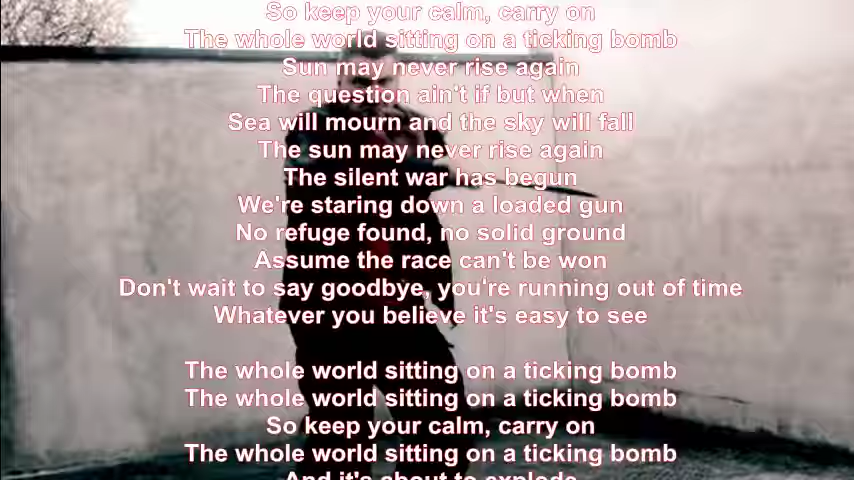 So keep your calm, carry on
The whole world sitting on a ticking bomb
Sun may never rise again
The question ain't if but when
Sea will mourn and the sky will fall
The sun may never rise again
The silent war has begun
We're staring down a loaded gun
No refuge found, no solid ground
Assume the race can't be won
Don't wait to say goodbye, you're running out of time
Whatever you believe it's easy to see
The whole world sitting on a ticking bomb
The whole world sitting on a ticking bomb
So keep your calm, carry on
The whole world sitting on a ticking bomb
And it's about to explode